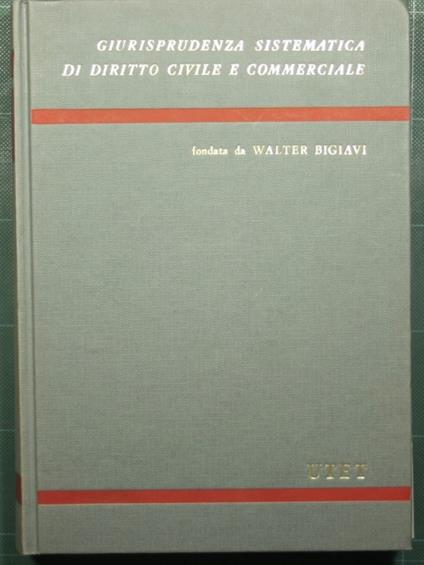 GIURISPRUDENZA SISTEMATICA
DI DIRITTO CIVILE E COMMERCIALE
fondata da WALTER BIGIAVI
UTET